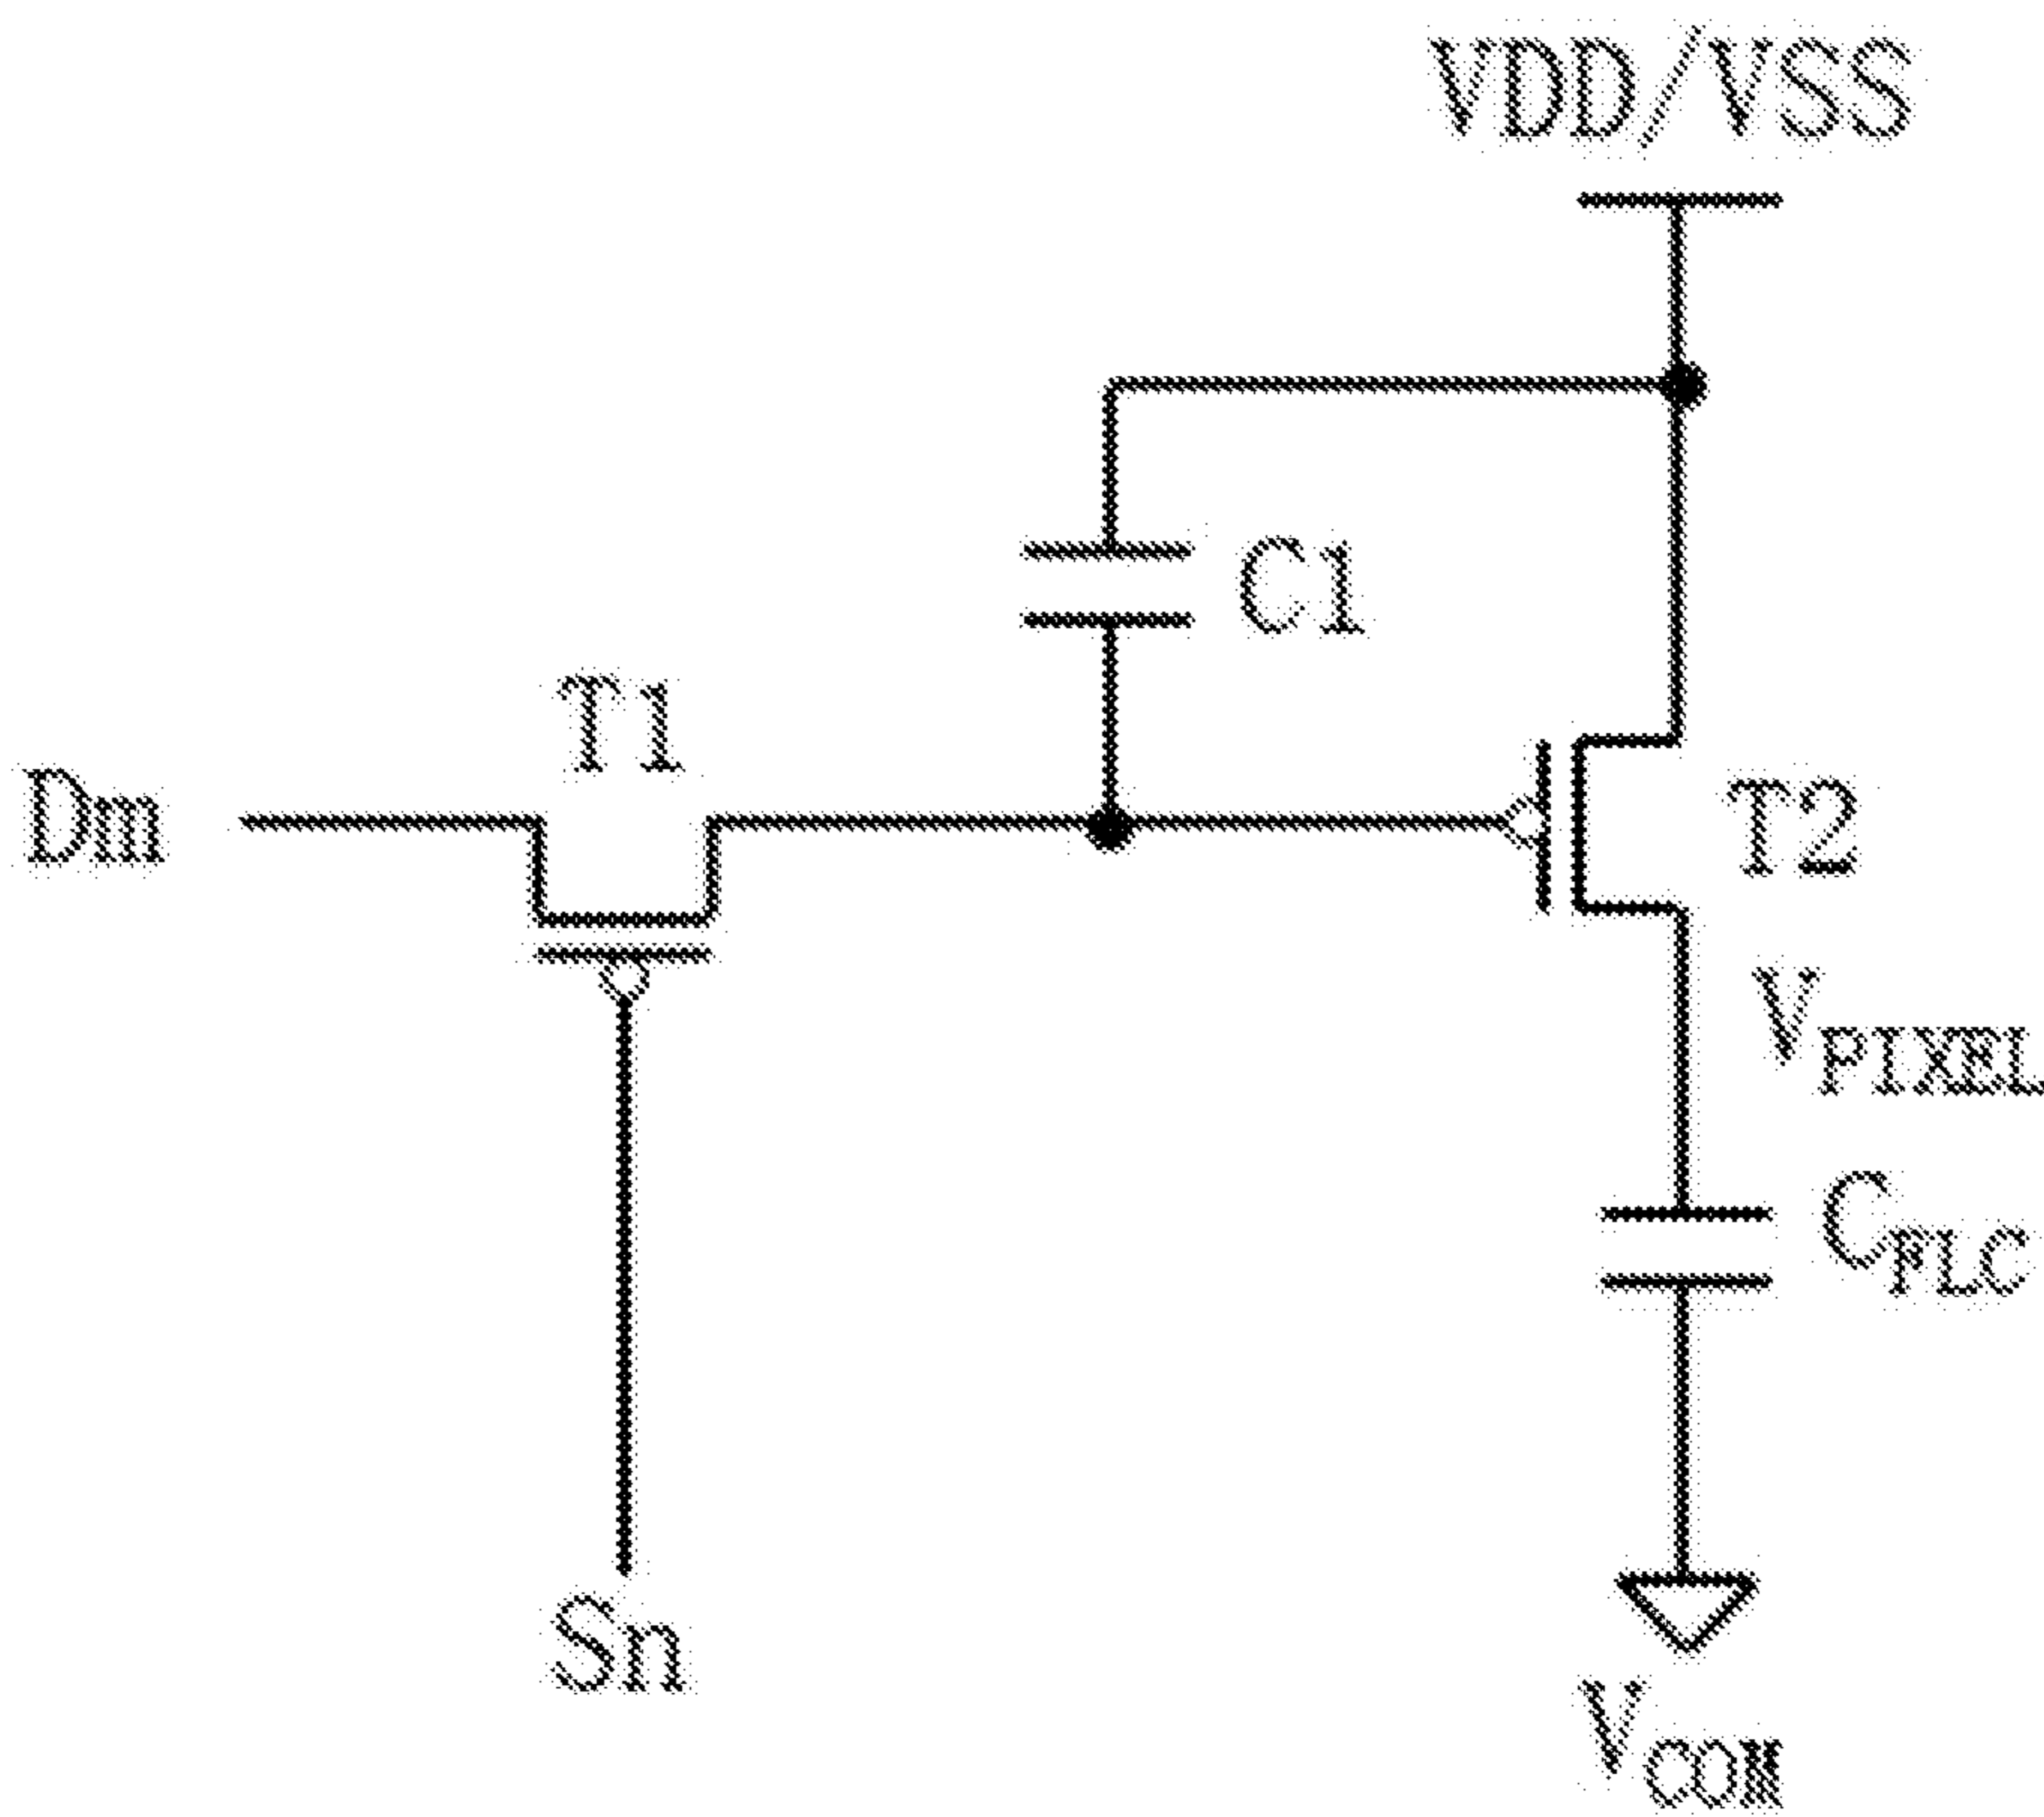 VDD/VSS
C1
T1
Dm
T2
VPIXEL
CFLC
Sn
VCOM